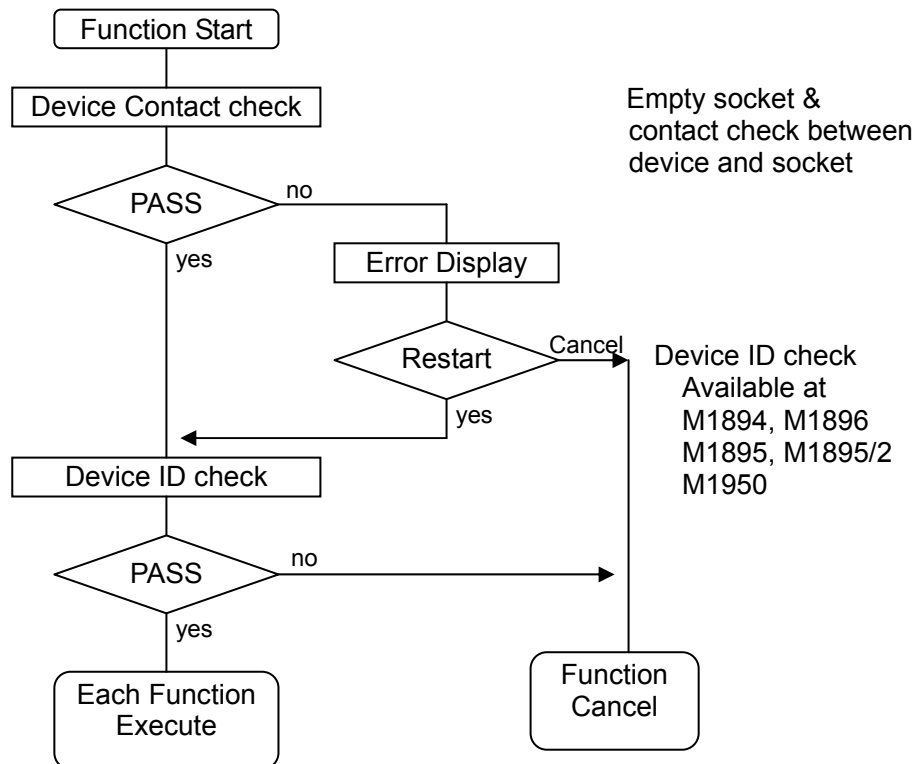 Function Start
Device Contact check
Empty socket &
contact check between
device and socket
PASS
no
yes
Error Display
Restart
Cancel
yes
Device ID check
Available at
M1894, M1896
M1895, M1895/2
M1950
Device ID check
PASS
no
yes
Each Function
Execute
Function
Cancel